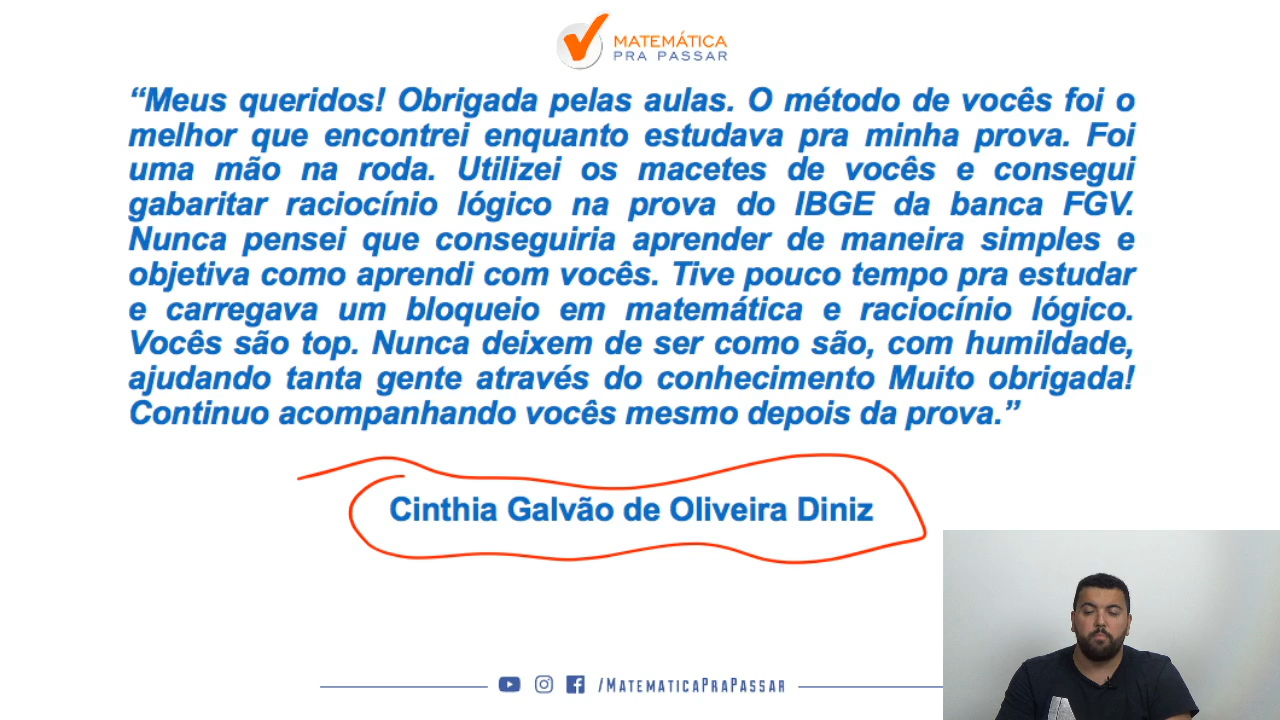 MATEMÁTICA
PRA PASSAR
“Meus queridos! Obrigada pelas aulas. O método de vocês foi o
melhor que encontrei enquanto estudava pra minha prova. Foi
uma mão na roda. Utilizei os macetes de vocês e consegui
gabaritar raciocínio lógico na prova do IBGE da banca FGV.
Nunca pensei que conseguiria aprender de maneira simples e
objetiva como aprendi com vocês. Tive pouco tempo pra estudar
e carregava um bloqueio em matemática e raciocínio lógico.
Vocês são top. Nunca deixem de ser como são, com humildade,
ajudando tanta gente através do conhecimento Muito obrigada!
Continuo acompanhando vocês mesmo depois da prova.”
Cinthia Galvão de Oliveira Diniz
/MATEMATICAPRAPASSAR